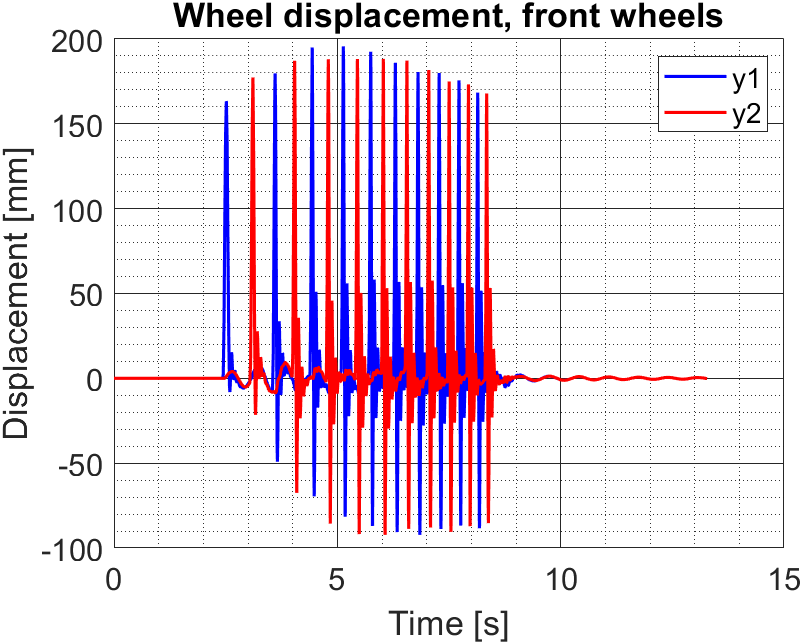 Wheel displacement, front wheels
y1
y2
Displacement [mm]
200
150
100
50
0
-50
-100
0
5
10
15
Time [s]